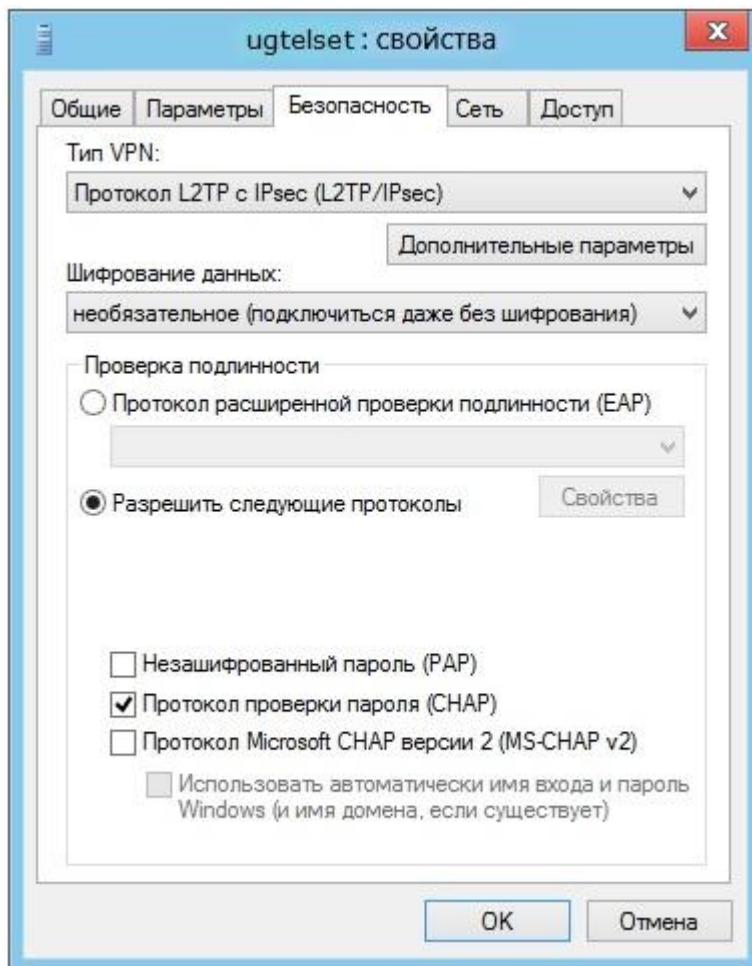 ugtelset : свойства
Общие Параметры Безопасность Сеть Доступ
Тип VPN:
Протокол L2TP с IPsec (L2TP/IPsec)
Дополнительные параметры
Шифрование данных:
необязательное (подключиться даже без шифрования)
Проверка подлинности
Протокол расширенной проверки подлинности (EAP)
Разрешить следующие протоколы
Свойства
Незашифрованный пароль (PAP)
Протокол проверки пароля (CHAP)
Протокол Microsoft CHAP версии 2 (MS-CHAP v2)
Использовать автоматически имя входа и пароль
Windows (и имя домена, если существует)
OK Отмена